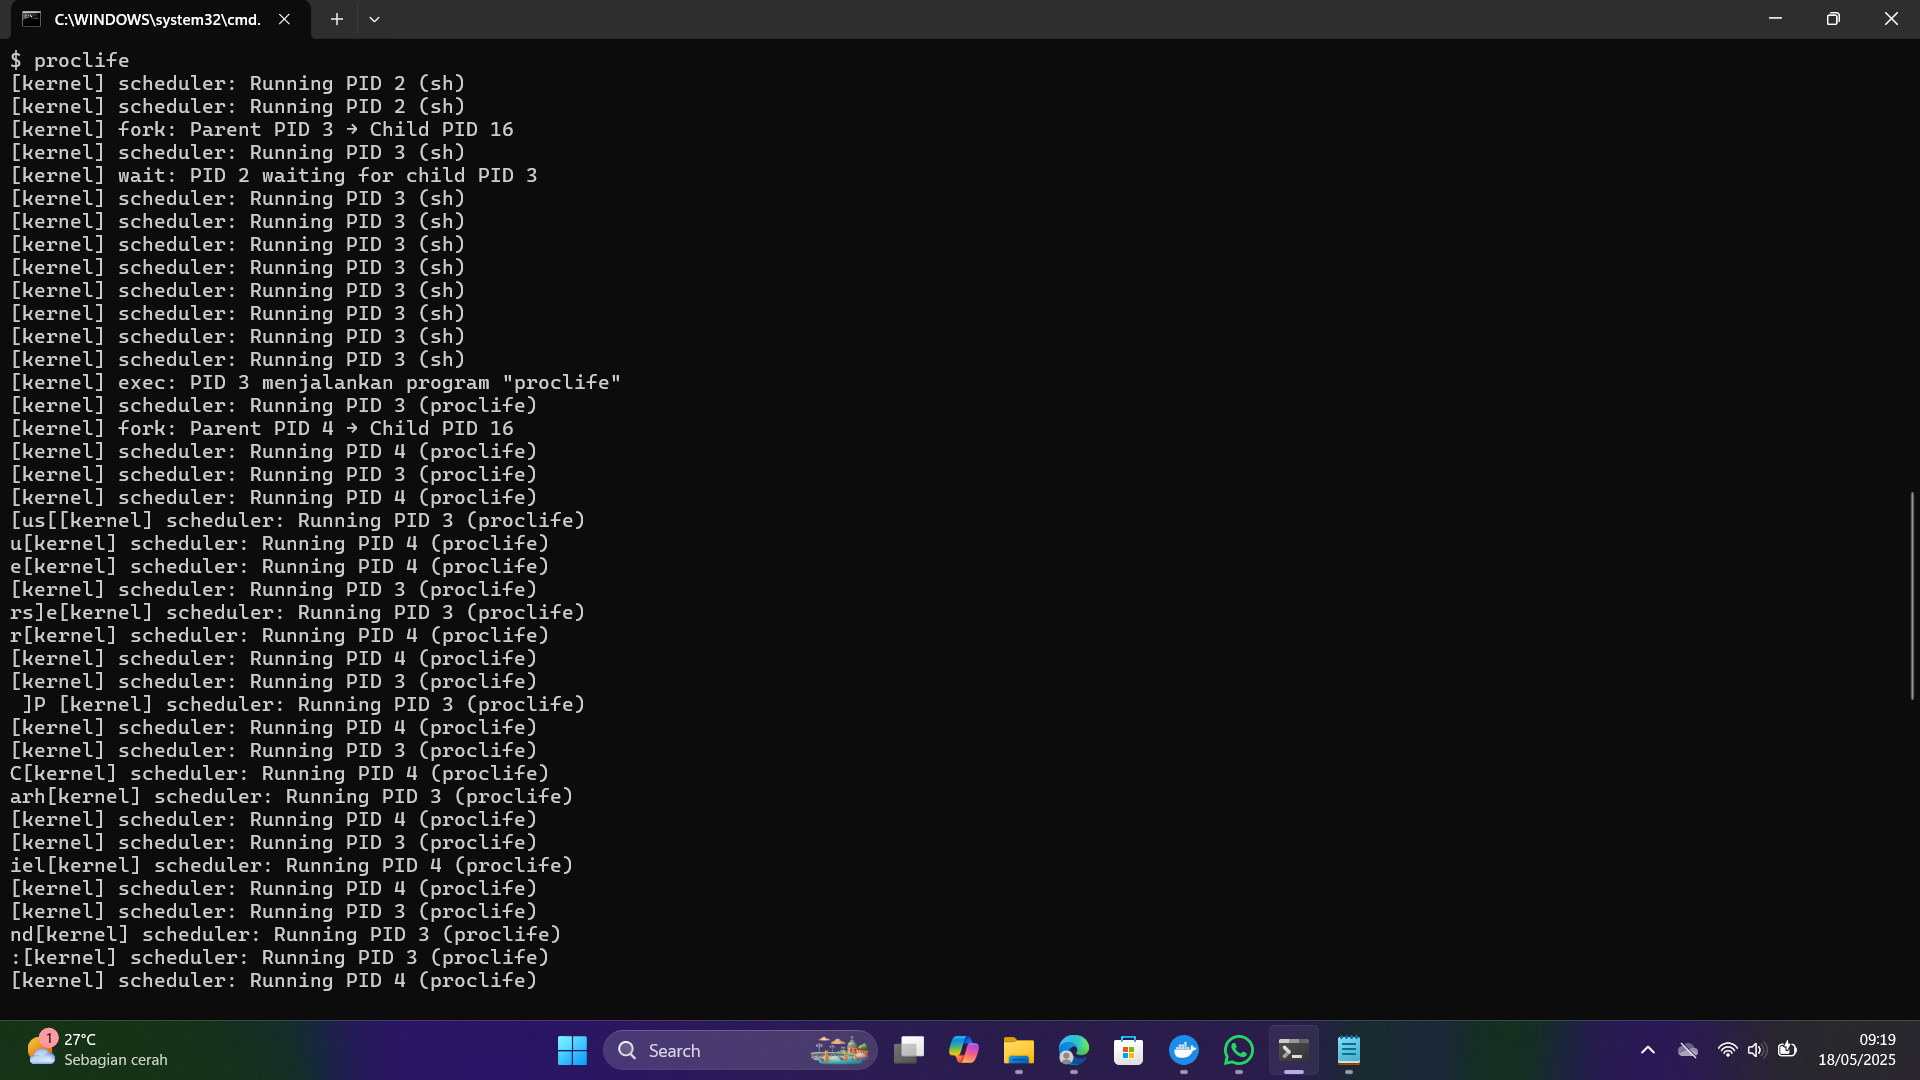 C:\WINDOWS\system32\cmd.
$ proclife
[kernel] scheduler: Running PID 2 (sh)
[kernel] scheduler: Running PID 2 (sh)
[kernel] fork: Parent PID 3 → Child PID 16
[kernel] scheduler: Running PID 3 (sh)
[kernel] wait: PID 2 waiting for child PID 3
[kernel] scheduler: Running PID 3 (sh)
[kernel] scheduler: Running PID 3 (sh)
[kernel] scheduler: Running PID 3 (sh)
[kernel] scheduler: Running PID 3 (sh)
[kernel] scheduler: Running PID 3 (sh)
[kernel] scheduler: Running PID 3 (sh)
[kernel] scheduler: Running PID 3 (sh)
[kernel] scheduler: Running PID 3 (sh)
[kernel] exec: PID 3 menjalankan program "proclife"
[kernel] scheduler: Running PID 3 (proclife)
[kernel] fork: Parent PID 4 → Child PID 16
[kernel] scheduler: Running PID 4 (proclife)
[kernel] scheduler: Running PID 3 (proclife)
[kernel] scheduler: Running PID 4 (proclife)
[us[[kernel] scheduler: Running PID 3 (proclife)
u[kernel] scheduler: Running PID 4 (proclife)
e[kernel] scheduler: Running PID 4 (proclife)
[kernel] scheduler: Running PID 3 (proclife)
rs]e[kernel] scheduler: Running PID 3 (proclife)
r[kernel] scheduler: Running PID 4 (proclife)
[kernel] scheduler: Running PID 4 (proclife)
[kernel] scheduler: Running PID 3 (proclife)
 ]P [kernel] scheduler: Running PID 3 (proclife)
[kernel] scheduler: Running PID 4 (proclife)
[kernel] scheduler: Running PID 3 (proclife)
C[kernel] scheduler: Running PID 4 (proclife)
arh[kernel] scheduler: Running PID 3 (proclife)
[kernel] scheduler: Running PID 4 (proclife)
[kernel] scheduler: Running PID 3 (proclife)
iel[kernel] scheduler: Running PID 4 (proclife)
[kernel] scheduler: Running PID 4 (proclife)
[kernel] scheduler: Running PID 3 (proclife)
nd[kernel] scheduler: Running PID 3 (proclife)
:[kernel] scheduler: Running PID 3 (proclife)
[kernel] scheduler: Running PID 4 (proclife)
1
27°C
Sebagian cerah
Search
09:19
18/05/2025